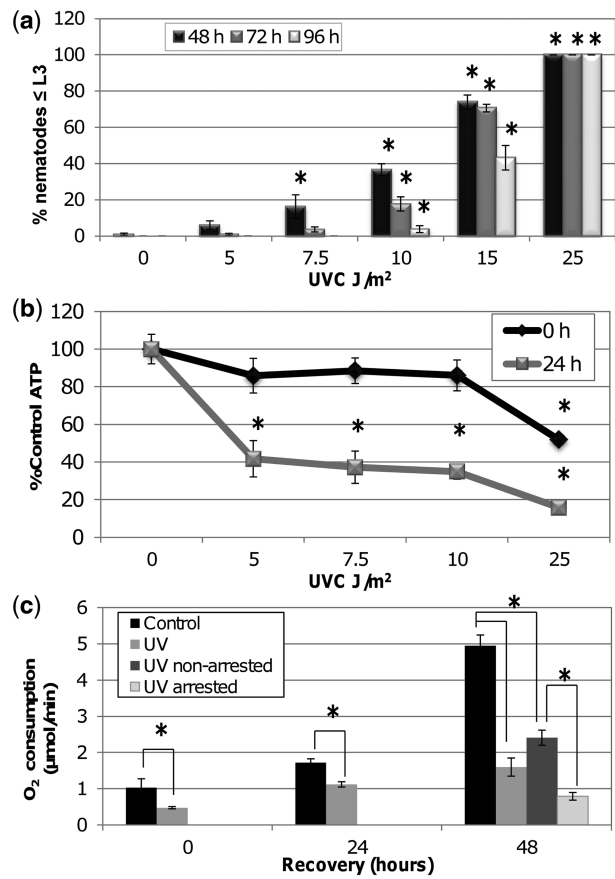 (a)
48 h 72 h 96 h
% nematodes ≤ L3
120
100
80
60
40
20
0
* * *
* * *
* * *
*
0 5 7.5 10 15 25
UVC J/m²
(b)
0 h
24 h
%Control ATP
120
100
80
60
40
20
0
* * * * *
0 5 7.5 10 25
UVC J/m²
(c)
Control
UV
UV non-arrested
UV arrested
O₂ consumption
(µmol/min)
6
5
4
3
2
1
0
* * * *
0 24 48
Recovery (hours)